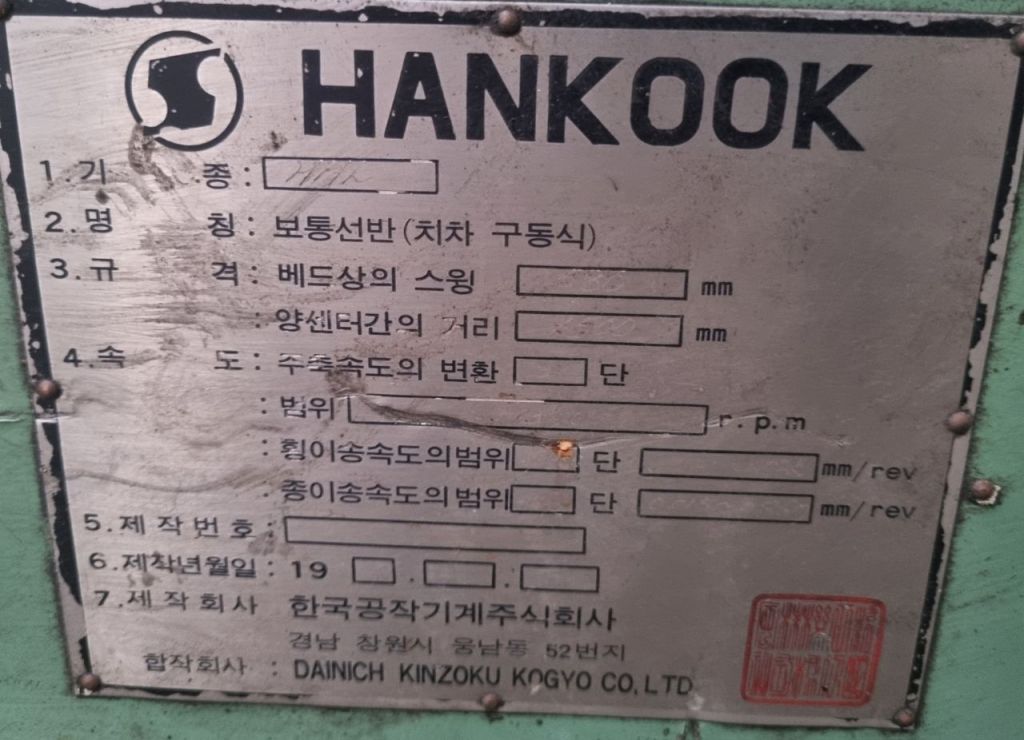 HANKOOK
1. 기 종 :
2. 명 칭 : 보통선반 (치차 구동식)
3. 규 격 : 베드상의 스윙 mm
: 양센터간의 거리 mm
4. 속 도 : 주축속도의 변환 단
: 범위 r.p.m
: 횡이송속도의범위 단 mm/rev
: 종이송속도의범위 단 mm/rev
5. 제 작 번 호 :
6. 제작년월일 : 19 . .
7. 제 작 회 사 한국공작기계주식회사
경남 창원시 웅남동 52번지
합작회사 : DAINICH KINZOKU KOGYO CO, LTD